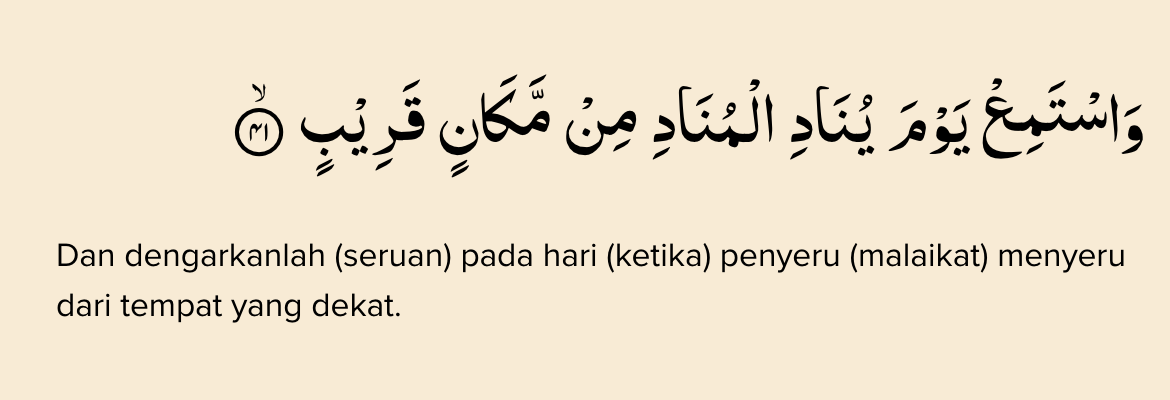 وَاسْتَمِعْ يَوْمَ يُنَادِ الْمُنَادِ مِنْ مَّكَانٍ قَرِيْبٍ ۙ ٤١
Dan dengarkanlah (seruan) pada hari (ketika) penyeru (malaikat) menyeru
dari tempat yang dekat.